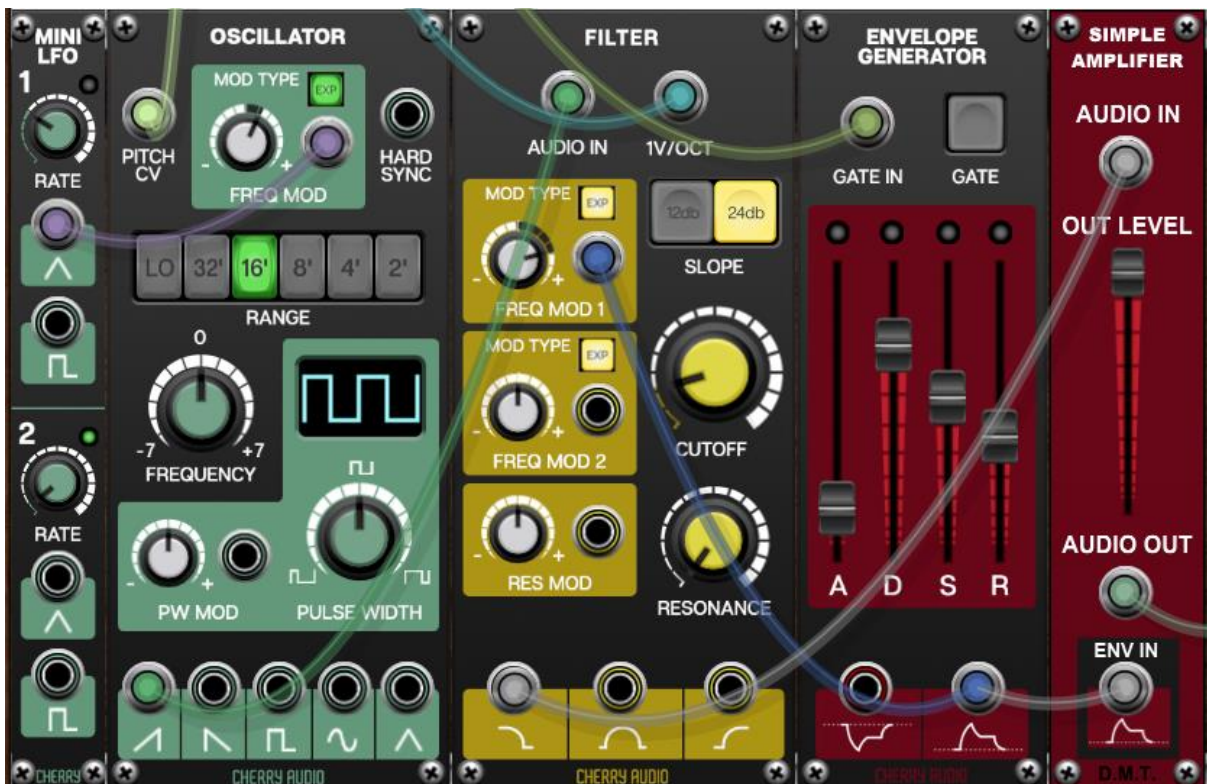 MINI
LFO
1
RATE
2
RATE
CHERRY
OSCILLATOR
MOD TYPE
EXP
- +
FREQ MOD
PITCH
CV
HARD
SYNC
LO 32' 16' 8' 4' 2'
RANGE
0
-7 +7
FREQUENCY
- +
PW MOD
PULSE WIDTH
CHERRY AUDIO
FILTER
AUDIO IN
1V/OCT
MOD TYPE
EXP
- +
FREQ MOD 1
12db 24db
SLOPE
MOD TYPE
EXP
- +
FREQ MOD 2
CUTOFF
- +
RES MOD
RESONANCE
CHERRY AUDIO
ENVELOPE
GENERATOR
GATE IN
GATE
A D S R
CHERRY AUDIO
SIMPLE
AMPLIFIER
AUDIO IN
OUT LEVEL
AUDIO OUT
ENV IN
D.M.T.